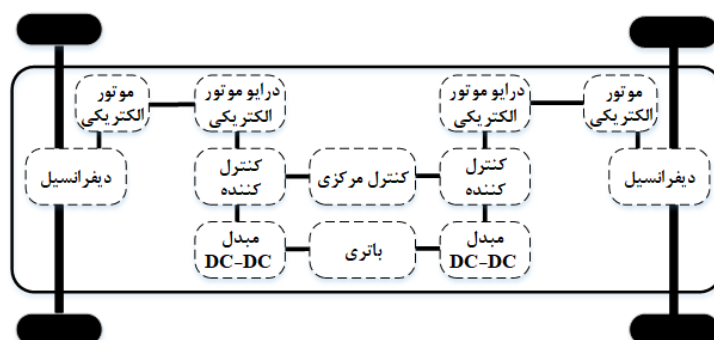 موتور
الکتریکی
درایو موتور
الکتریکی
درایو موتور
الکتریکی
موتور
الکتریکی
دیفرانسیل
کنترل
کننده
کنترل مرکزی
کنترل
کننده
دیفرانسیل
مبدل
DC-DC
باتری
مبدل
DC-DC